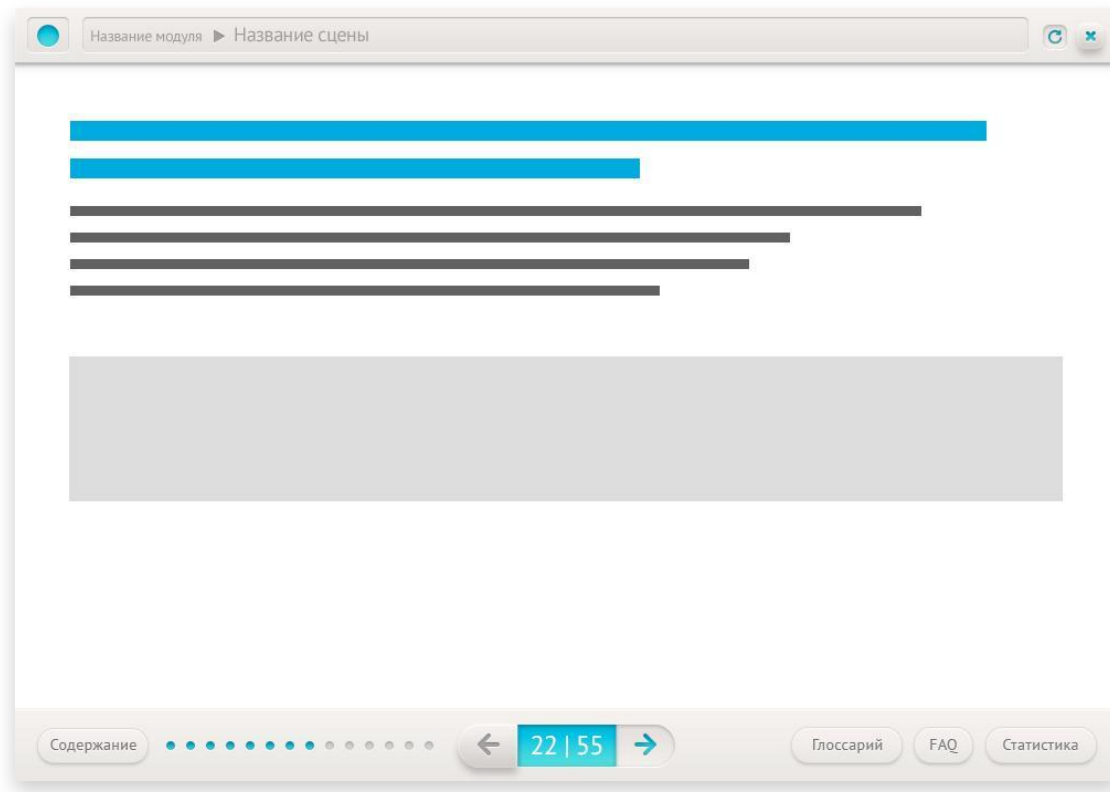 Название модуля ▶ Название сцены
Содержание
22 | 55
Глоссарий
FAQ
Статистика